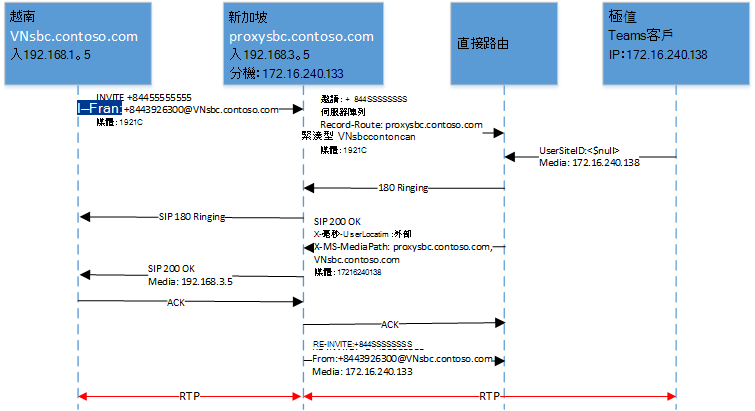 越南
VNsbc.contoso.com
入192.168.1。5
新加坡
proxysbc.contoso.com
入192.168.3。5
分機：172.16.240.133
直接路由
極值
Teams客戶
IP：172.16.240.138
INVITE +84455555555
I-Fran:+8443926300@VNsbc.contoso.com
媒體：1921C
邀請：+ 844SSSSSSSS
伺服器陣列
Record-Route: proxysbc.contoso.com
緊湊型 VNsbccontoncan
媒體：1921C
UserSiteID:<$null>
Media: 172.16.240.138
180 Ringing
SIP 180 Ringing
SIP 200 OK
X-毫秒-UserLocatim :外部
X-MS-MediaPath: proxysbc.contoso.com,
VNsbc.contoso.com
媒體：17216240138
SIP 200 OK
Media: 192.168.3.5
ACK
ACK
RE-INVITE:+844SSSSSSSS
From:+8443926300@VNsbc.contoso.com
Media: 172.16.240.133
RTP
RTP